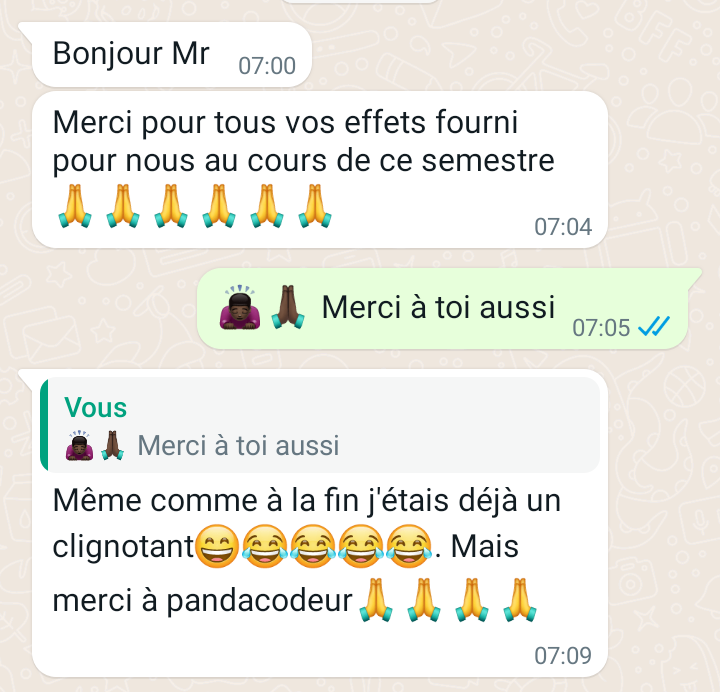 Bonjour Mr
07:00
Merci pour tous vos effets fourni
pour nous au cours de ce semestre
🙏🙏🙏🙏🙏🙏
07:04
🙇🏿🙏🏿 Merci à toi aussi
07:05
Vous
🙇🏿🙏🏿 Merci à toi aussi
Même comme à la fin j'étais déjà un
clignotant😄😂😂😂😂. Mais
merci à pandacodeur🙏🙏🙏🙏
07:09